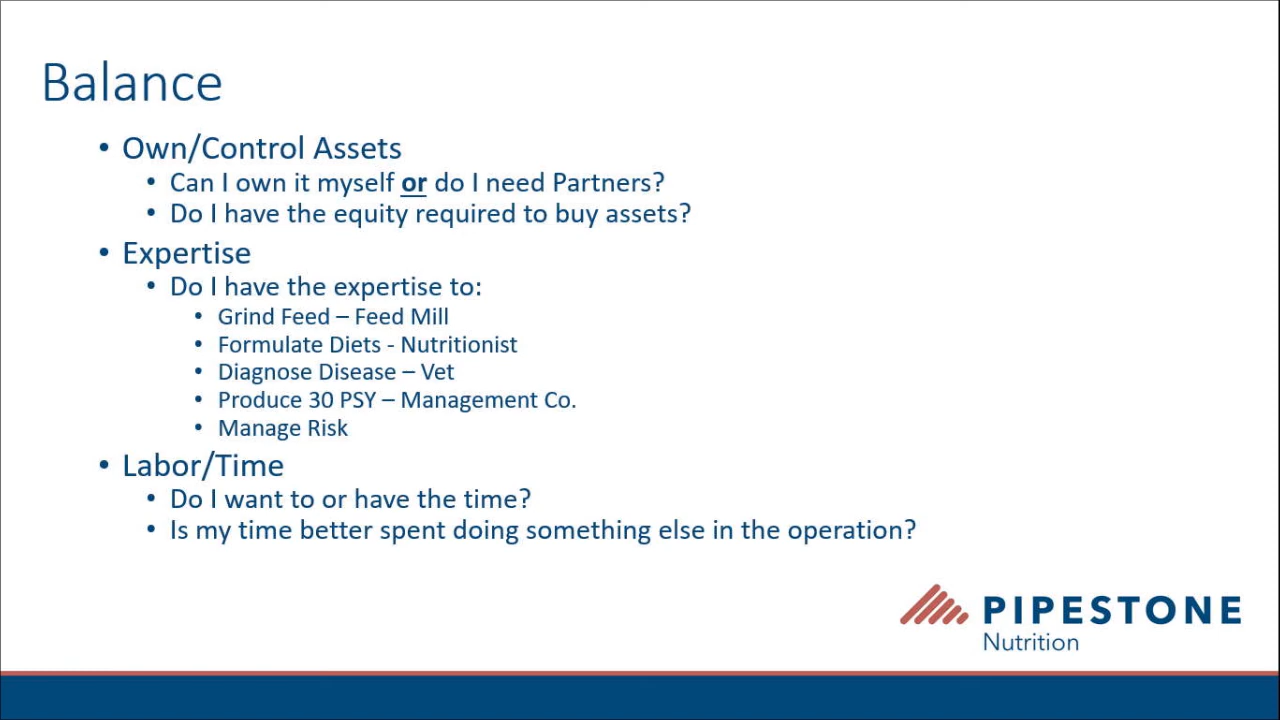 Balance
• Own/Control Assets
• Can I own it myself or do I need Partners?
• Do I have the equity required to buy assets?
• Expertise
• Do I have the expertise to:
• Grind Feed – Feed Mill
• Formulate Diets - Nutritionist
• Diagnose Disease – Vet
• Produce 30 PSY – Management Co.
• Manage Risk
• Labor/Time
• Do I want to or have the time?
• Is my time better spent doing something else in the operation?
PIPESTONE
Nutrition